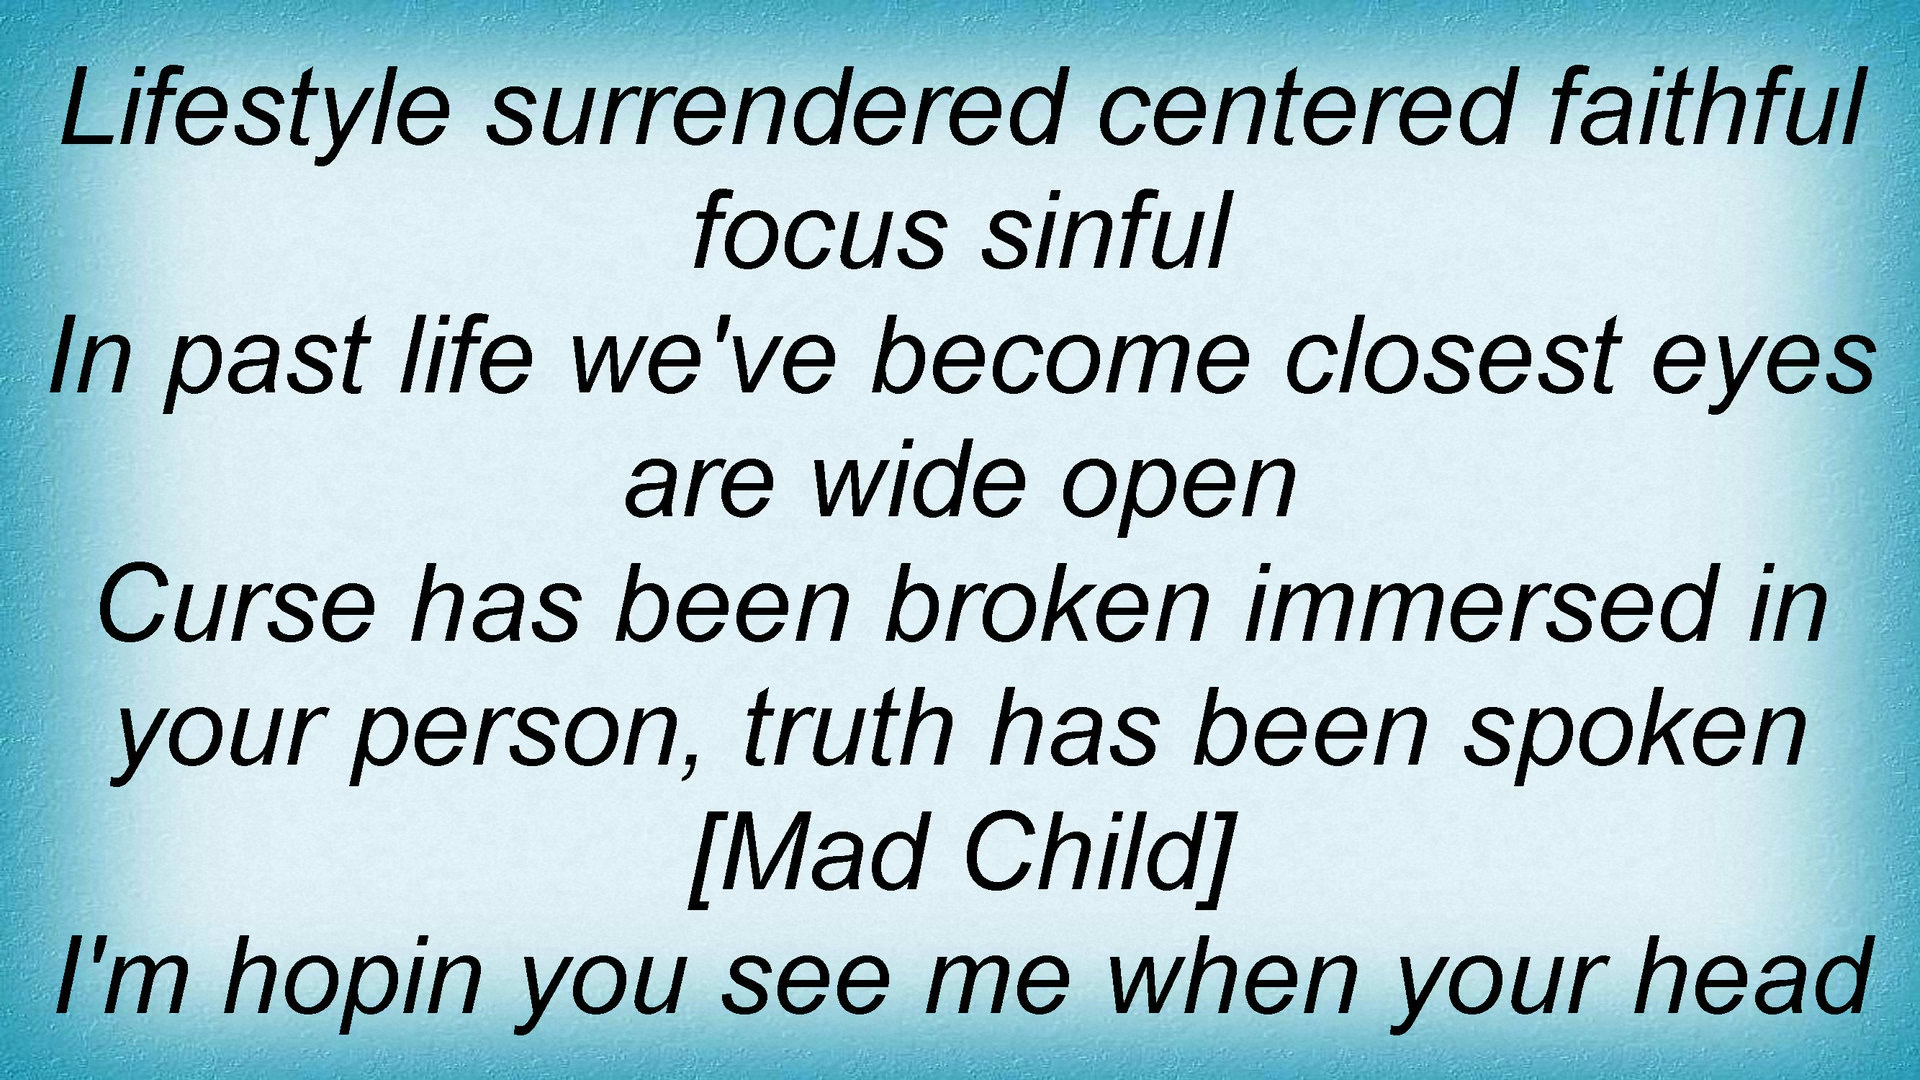 Lifestyle surrendered centered faithful
focus sinful
In past life we've become closest eyes
are wide open
Curse has been broken immersed in
your person, truth has been spoken
[Mad Child]
I'm hopin you see me when your head